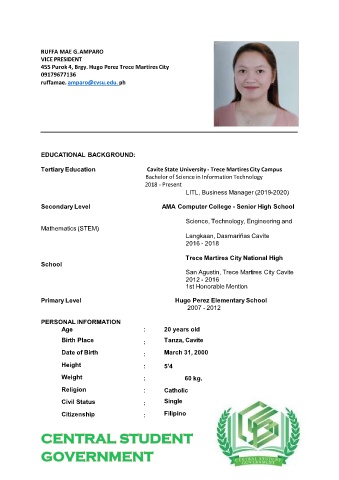 RUFFA MAE G. AMPARO
VICE PRESIDENT
455 Purok 4, Brgy. Hugo Perez Trece Martires City
09179677136
ruffamae. amparo@cvsu.edu. ph
EDUCATIONAL BACKGROUND:
Tertiary Education Cavite State University - Trece Martires City Campus
Bachelor of Science in Information Technology
2018 - Present
LITL, Business Manager (2019-2020)
Secondary Level AMA Computer College - Senior High School
Science, Technology, Engineering and
Mathematics (STEM)
Langkaan, Dasmariñas Cavite
2016 - 2018
Trece Martires City National High
School
San Agustin, Trece Martires City Cavite
2012 - 2016
1st Honorable Mention
Primary Level Hugo Perez Elementary School
2007 - 2012
PERSONAL INFORMATION
Age : 20 years old
Birth Place : Tanza, Cavite
Date of Birth : March 31, 2000
Height : 5'4
Weight : 60 kg.
Religion : Catholic
Civil Status : Single
Citizenship : Filipino
CENTRAL STUDENT
GOVERNMENT
CENTRAL STUDENT
GOVERNMENT